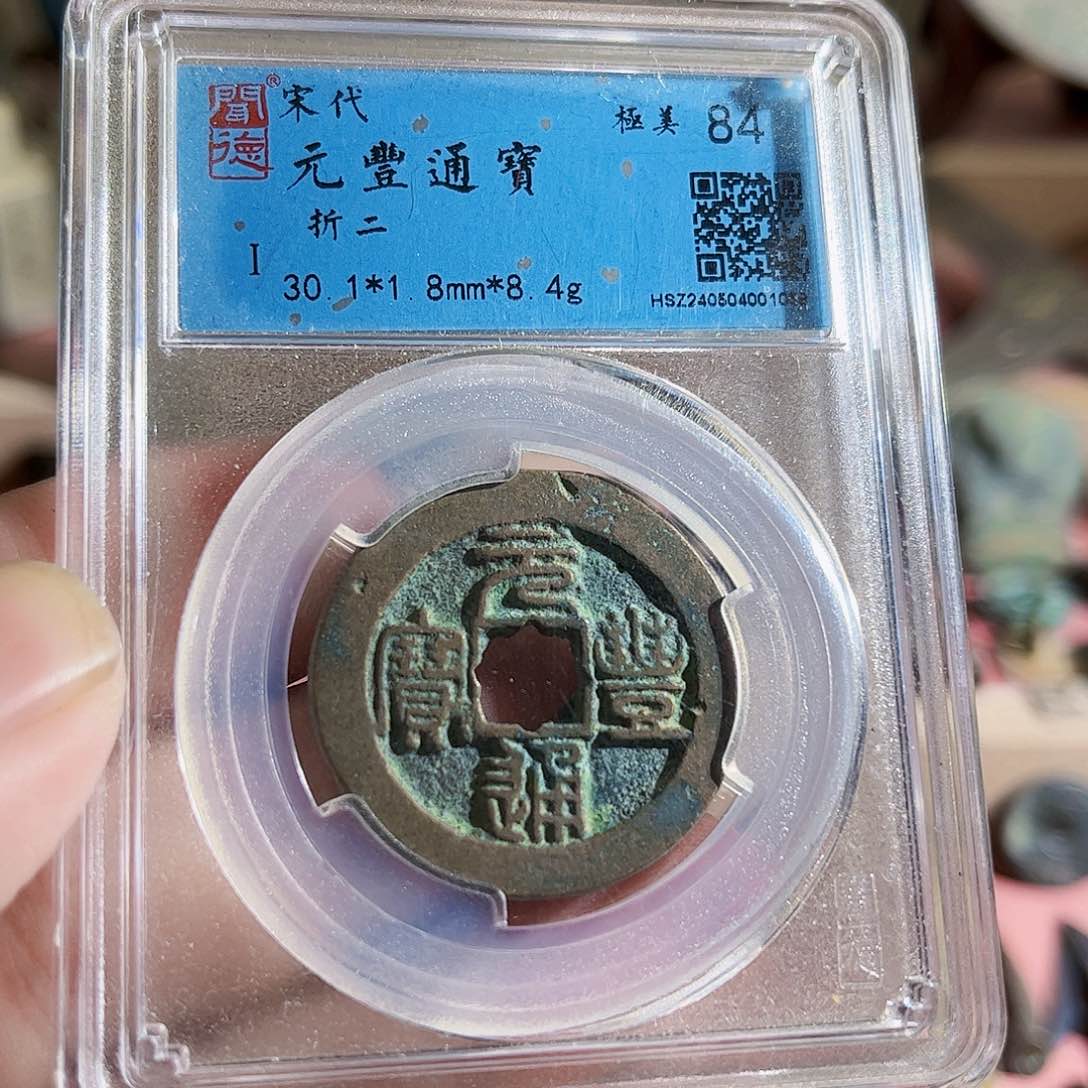 聞德®
宋代
元豐通寶
折二
I
30.1*1.8mm*8.4g
極美 84
元豐通寶